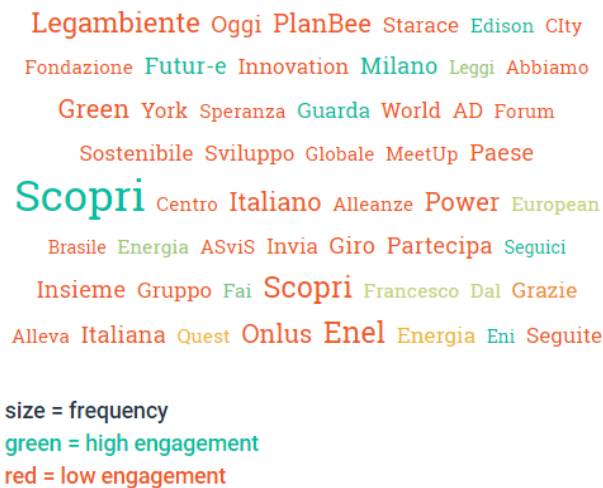 Legambiente Oggi PlanBee Starace Edison CIty
Fondazione Futur-e Innovation Milano Leggi Abbiamo
Green York Speranza Guarda World AD Forum
Sostenibile Sviluppo Globale MeetUp Paese
Scopri Centro Italiano Alleanze Power European
Brasile Energia ASviS Invia Giro Partecipa Seguici
Insieme Gruppo Fai Scopri Francesco Dal Grazie
Alleva Italiana Quest Onlus Enel Energia Eni Seguite
size = frequency
green = high engagement
red = low engagement